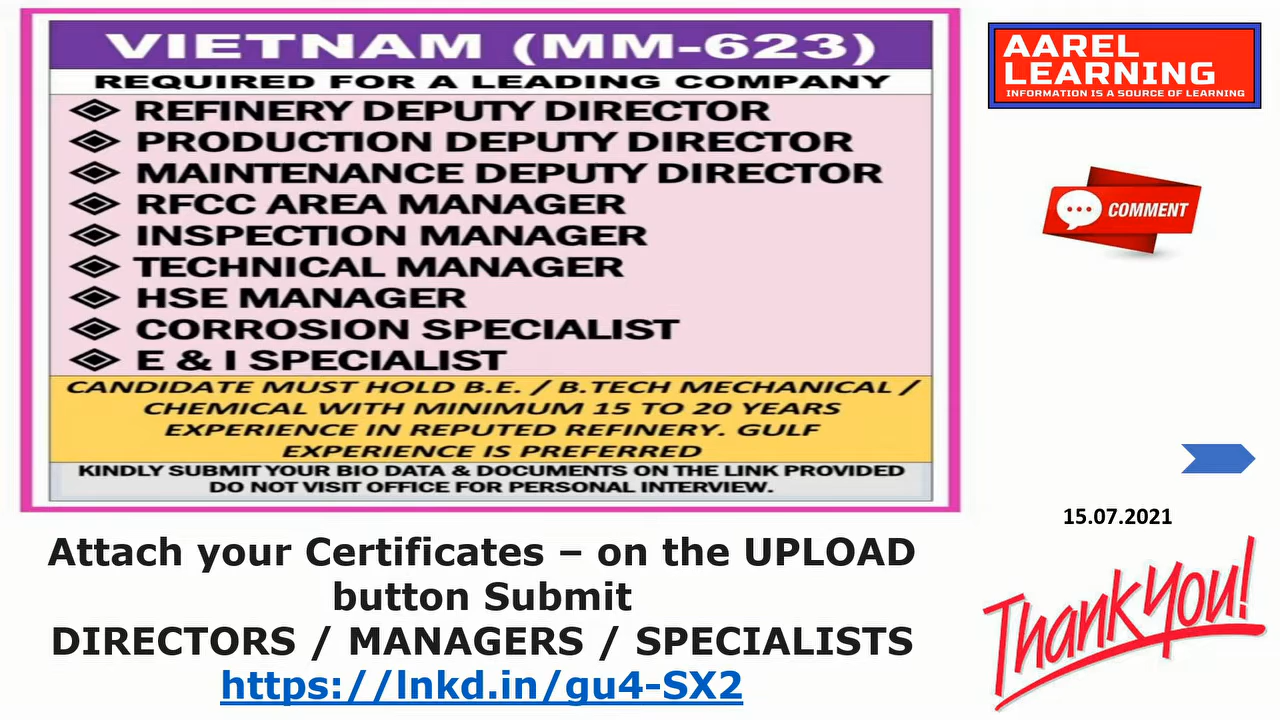 VIETNAM (MM-623)
REQUIRED FOR A LEADING COMPANY
REFINERY DEPUTY DIRECTOR
PRODUCTION DEPUTY DIRECTOR
MAINTENANCE DEPUTY DIRECTOR
RFCC AREA MANAGER
INSPECTION MANAGER
TECHNICAL MANAGER
HSE MANAGER
CORROSION SPECIALIST
E & I SPECIALIST
CANDIDATE MUST HOLD B.E. / B.TECH MECHANICAL /
CHEMICAL WITH MINIMUM 15 TO 20 YEARS
EXPERIENCE IN REPUTED REFINERY. GULF
EXPERIENCE IS PREFERRED
KINDLY SUBMIT YOUR BIO DATA & DOCUMENTS ON THE LINK PROVIDED
DO NOT VISIT OFFICE FOR PERSONAL INTERVIEW.
Attach your Certificates – on the UPLOAD
button Submit
DIRECTORS / MANAGERS / SPECIALISTS
https://lnkd.in/gu4-SX2
AAREL
LEARNING
INFORMATION IS A SOURCE OF LEARNING
COMMENT
15.07.2021
Thank you!